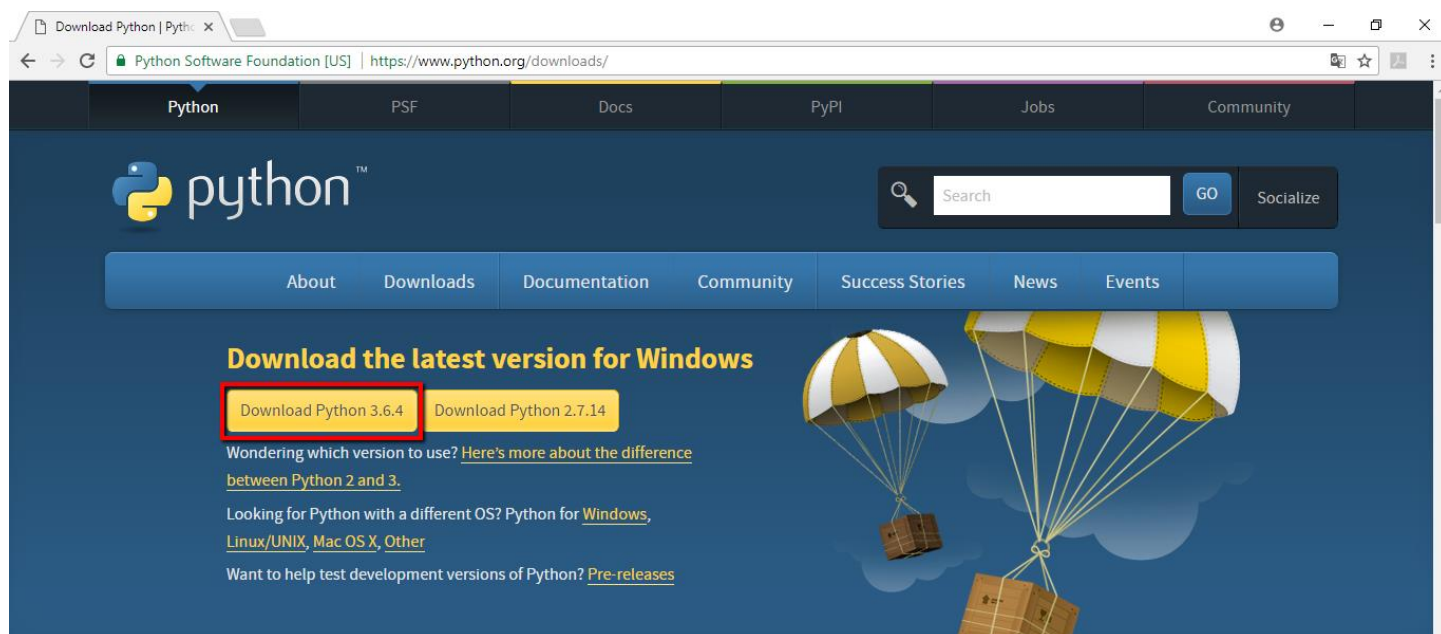 Download Python | Pytho
Python Software Foundation [US] | https://www.python.org/downloads/
Python PSF Docs PyPI Jobs Community
python™
Search GO Socialize
About Downloads Documentation Community Success Stories News Events
Download the latest version for Windows
Download Python 3.6.4 Download Python 2.7.14
Wondering which version to use? Here's more about the difference
between Python 2 and 3.
Looking for Python with a different OS? Python for Windows,
Linux/UNIX, Mac OS X, Other
Want to help test development versions of Python? Pre-releases